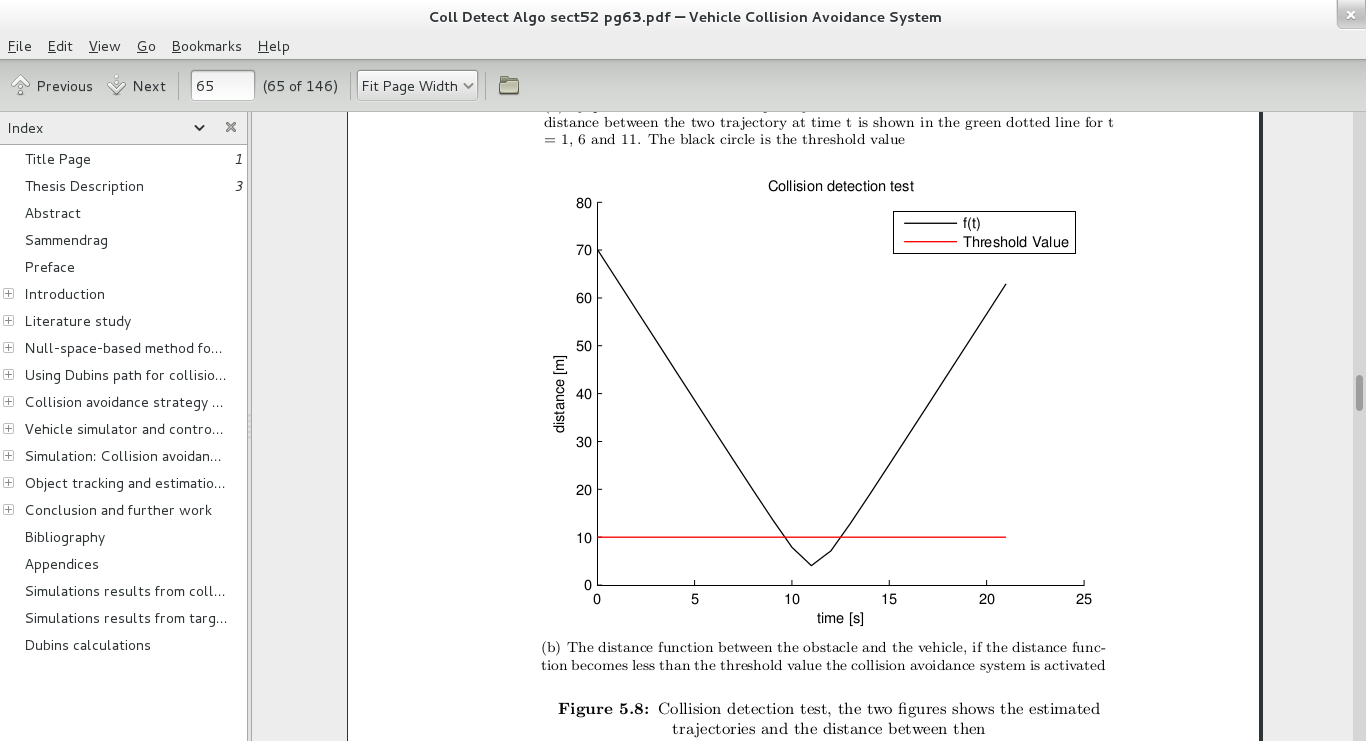 Coll Detect Algo sect52 pg63.pdf — Vehicle Collision Avoidance System
File Edit View Go Bookmarks Help
Previous Next 65 (65 of 146) Fit Page Width
Index
Title Page 1
Thesis Description 3
Abstract
Sammendrag
Preface
Introduction
Literature study
Null-space-based method fo...
Using Dubins path for collisio...
Collision avoidance strategy ...
Vehicle simulator and contro...
Simulation: Collision avoidan...
Object tracking and estimatio...
Conclusion and further work
Bibliography
Appendices
Simulations results from coll...
Simulations results from targ...
Dubins calculations
distance between the two trajectory at time t is shown in the green dotted line for t
= 1, 6 and 11. The black circle is the threshold value
Collision detection test
f(t)
Threshold Value
80
70
60
50
40
30
20
10
0
distance [m]
0 5 10 15 20 25
time [s]
(b) The distance function between the obstacle and the vehicle, if the distance func-
tion becomes less than the threshold value the collision avoidance system is activated
Figure 5.8: Collision detection test, the two figures shows the estimated
trajectories and the distance between then